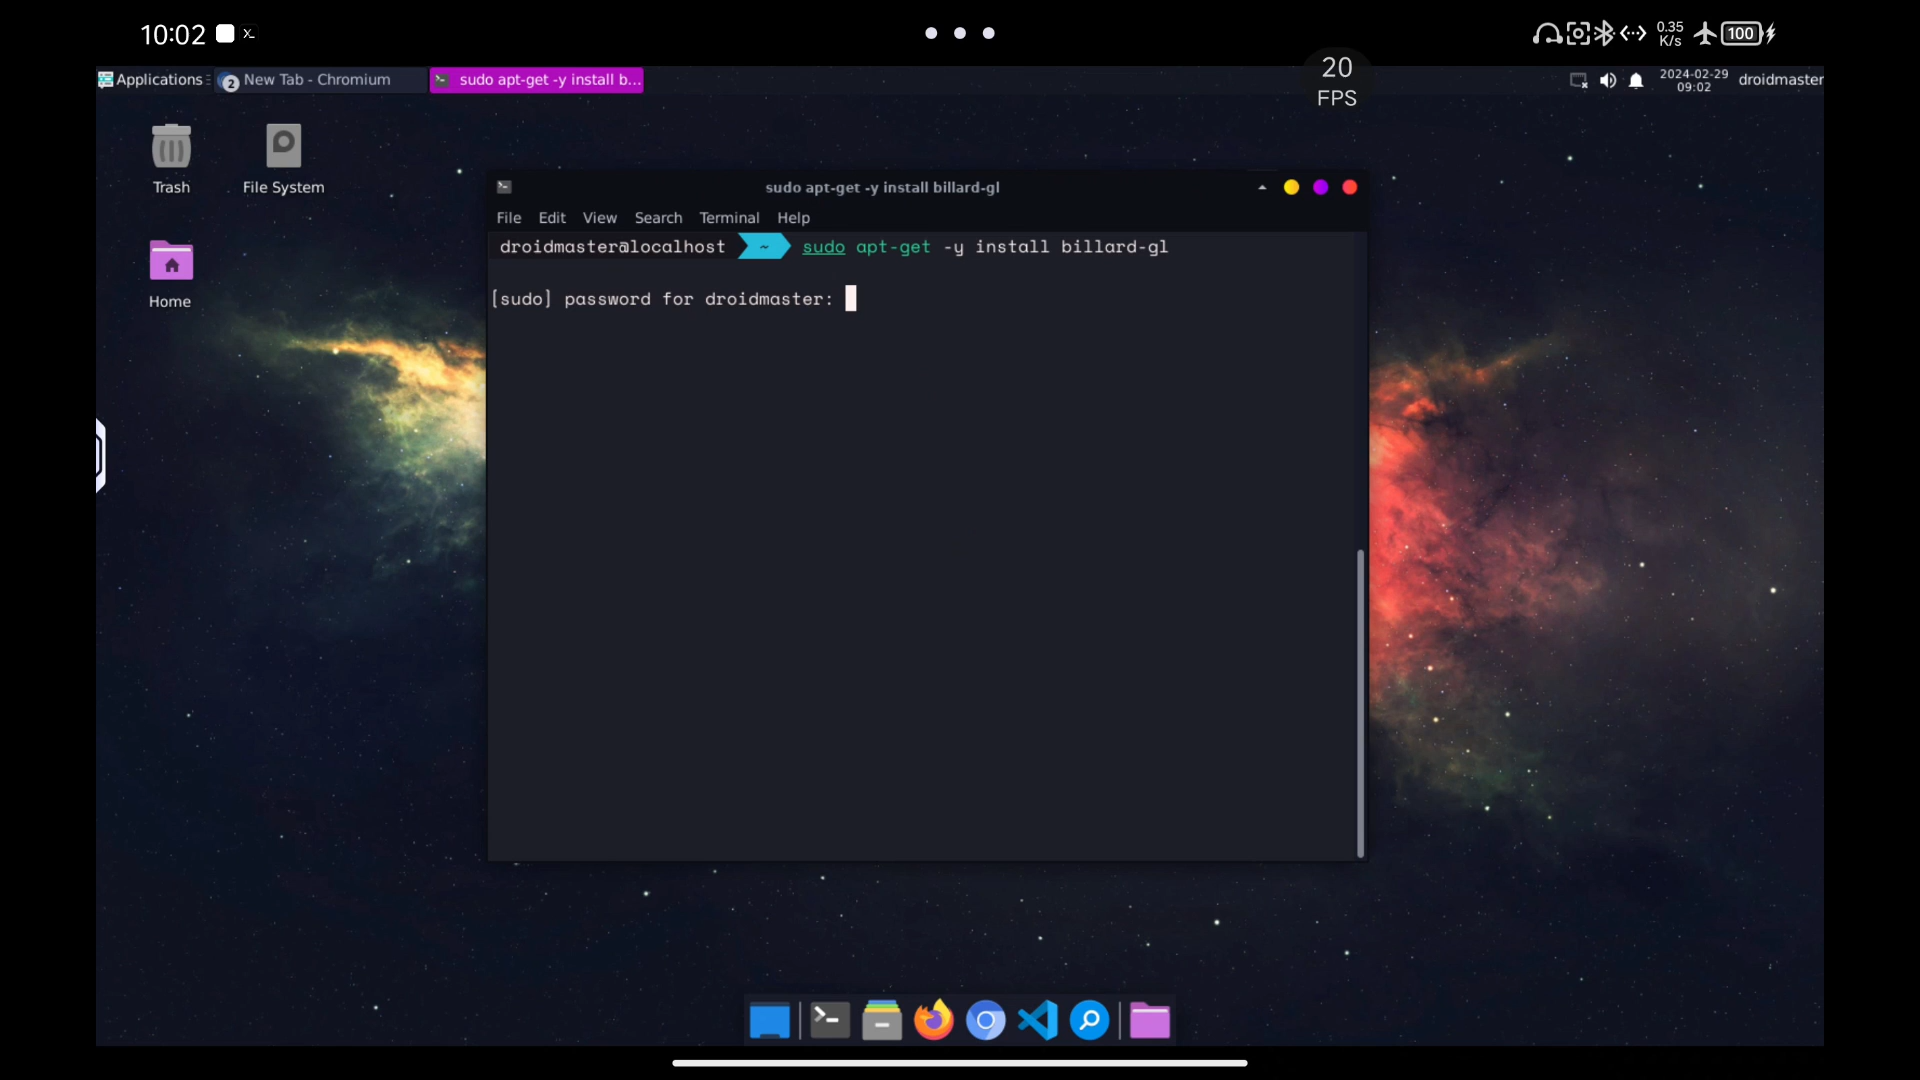 10:02
0.35
K/s
100
20
FPS
Applications
2
New Tab - Chromium
sudo apt-get -y install b...
2024-02-29
09:02
droidmaster
Trash
File System
Home
sudo apt-get -y install billard-gl
File Edit View Search Terminal Help
droidmaster@localhost ~ sudo apt-get -y install billard-gl
[sudo] password for droidmaster: